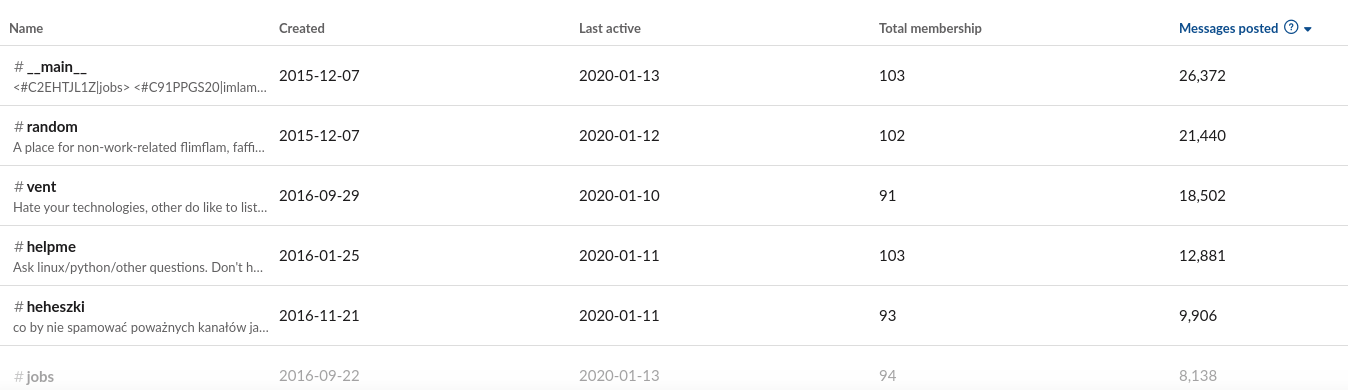 Name Created Last active Total membership Messages posted ?
# __main__
2015-12-07 2020-01-13 103 26,372
<#C2EHTJL1Z|jobs> <#C91PPGS20|imlam...
# random
2015-12-07 2020-01-12 102 21,440
A place for non-work-related flimflam, faffi...
# vent
2016-09-29 2020-01-10 91 18,502
Hate your technologies, other do like to list...
# helpme
2016-01-25 2020-01-11 103 12,881
Ask linux/python/other questions. Don't h...
# heheszki
2016-11-21 2020-01-11 93 9,906
co by nie spamować poważnych kanałów ja...
# jobs 2016-09-22 2020-01-13 94 8,138